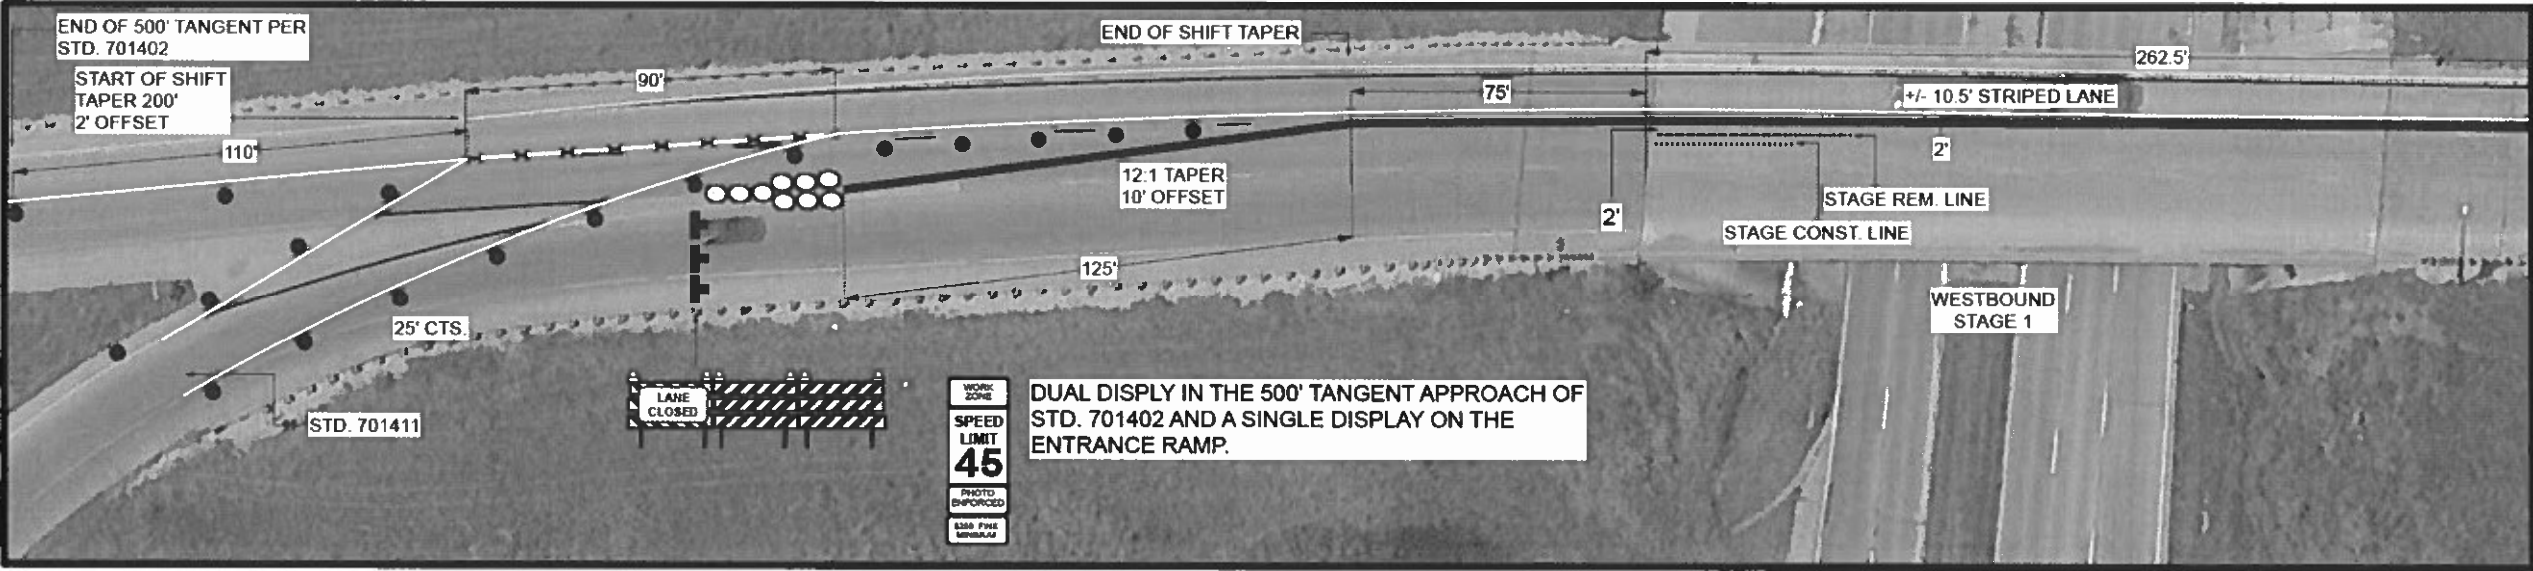 END OF 500' TANGENT PER
STD. 701402
START OF SHIFT
TAPER 200'
2' OFFSET
110'
90'
END OF SHIFT TAPER
75'
262.5'
+/- 10.5' STRIPED LANE
2'
12:1 TAPER
10' OFFSET
STAGE REM. LINE
2'
STAGE CONST. LINE
125'
25' CTS.
WESTBOUND
STAGE 1
STD. 701411
LANE
CLOSED
WORK
ZONE
SPEED
LIMIT
45
PHOTO
ENFORCED
$250 FINE
MINIMUM
DUAL DISPLY IN THE 500' TANGENT APPROACH OF
STD. 701402 AND A SINGLE DISPLAY ON THE
ENTRANCE RAMP.